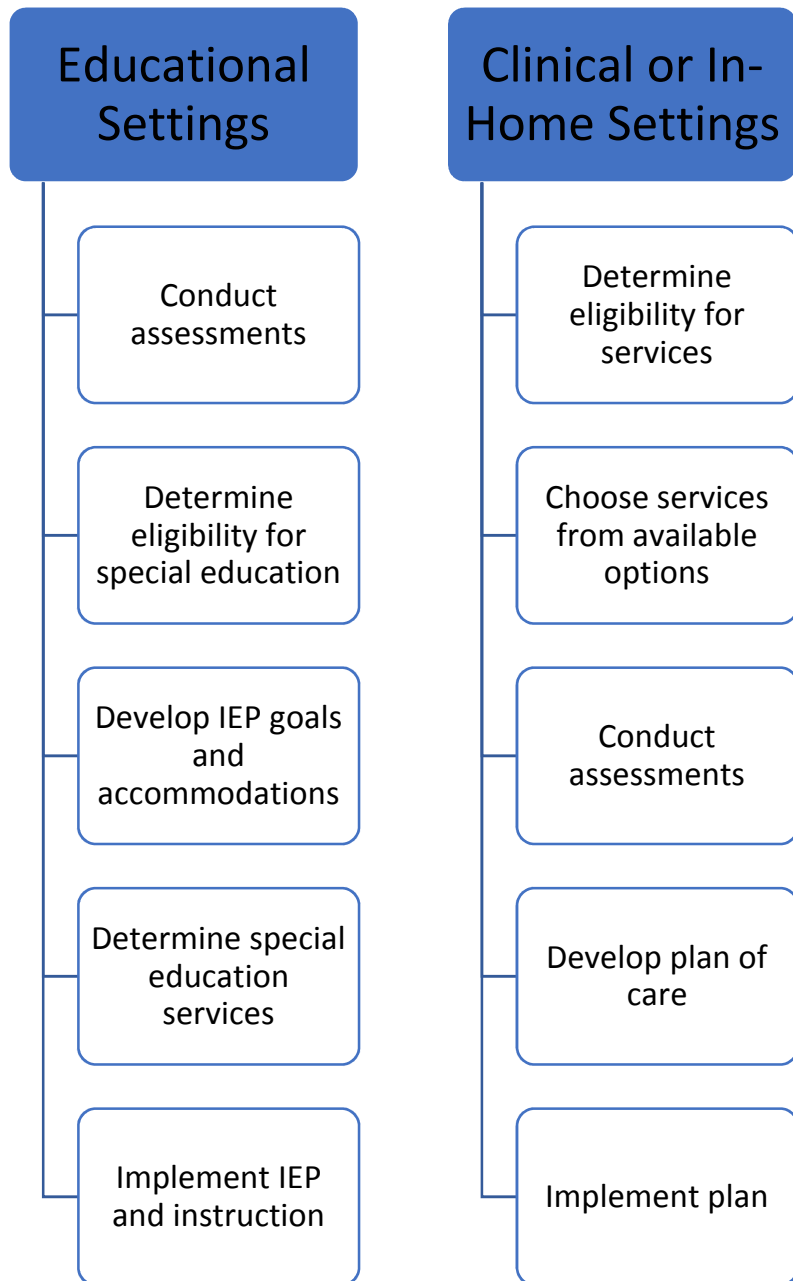 Educational
Settings
Conduct
assessments
Determine
eligibility for
special education
Develop IEP goals
and
accommodations
Determine special
education
services
Implement IEP
and instruction
Clinical or In-
Home Settings
Determine
eligibility for
services
Choose services
from available
options
Conduct
assessments
Develop plan of
care
Implement plan